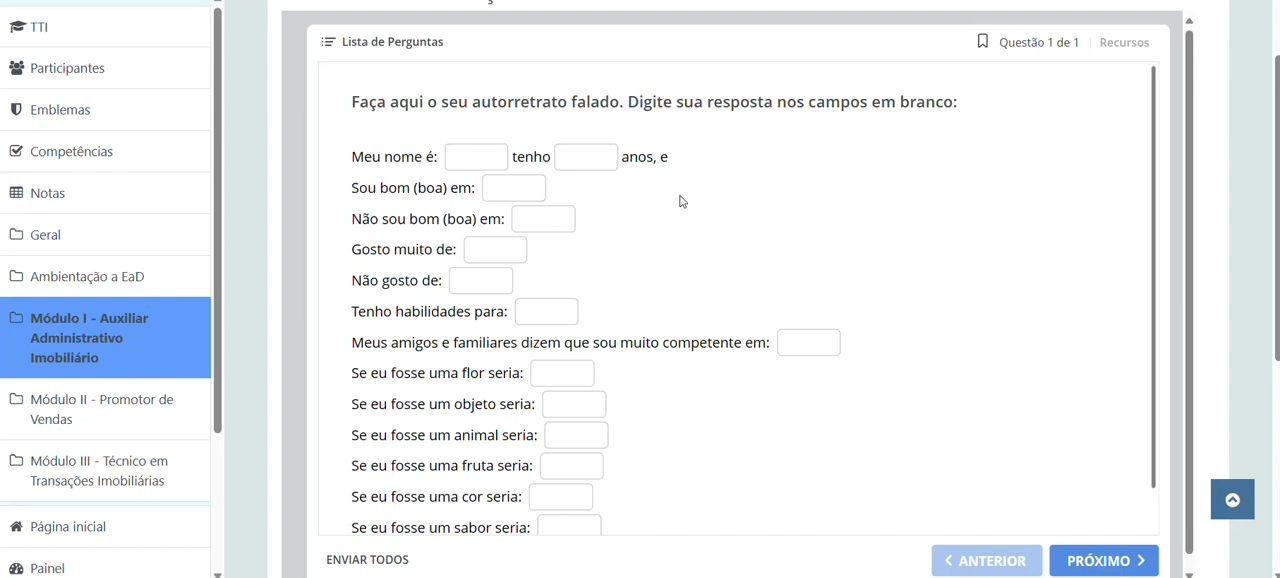 TTI
Participantes
Emblemas
Competências
Notas
Geral
Ambientação a EaD
Módulo I - Auxiliar
Administrativo
Imobiliário
Módulo II - Promotor de
Vendas
Módulo III - Técnico em
Transações Imobiliárias
Página inicial
Painel
Lista de Perguntas
Questão 1 de 1
Recursos
Faça aqui o seu autorretrato falado. Digite sua resposta nos campos em branco:
Meu nome é: tenho anos, e
Sou bom (boa) em:
Não sou bom (boa) em:
Gosto muito de:
Não gosto de:
Tenho habilidades para:
Meus amigos e familiares dizem que sou muito competente em:
Se eu fosse uma flor seria:
Se eu fosse um objeto seria:
Se eu fosse um animal seria:
Se eu fosse uma fruta seria:
Se eu fosse uma cor seria:
Se eu fosse um sabor seria:
ENVIAR TODOS
ANTERIOR
PRÓXIMO